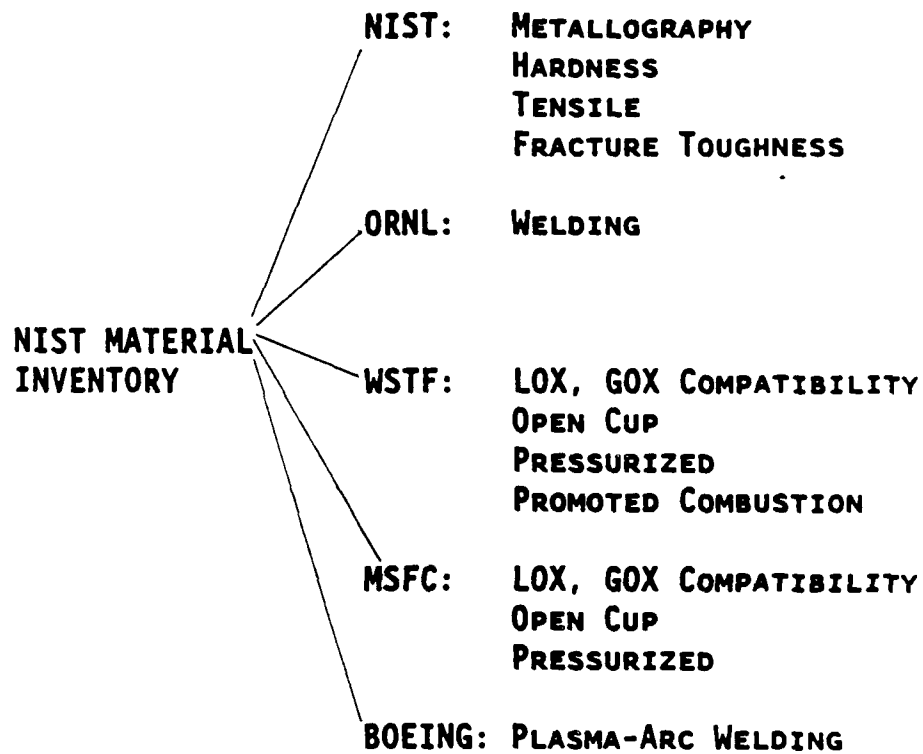 NIST: METALLOGRAPHY
HARDNESS
TENSILE
FRACTURE TOUGHNESS
ORNL: WELDING
NIST MATERIAL
INVENTORY
WSTF: LOX, GOX COMPATIBILITY
OPEN CUP
PRESSURIZED
PROMOTED COMBUSTION
MSFC: LOX, GOX COMPATIBILITY
OPEN CUP
PRESSURIZED
BOEING: PLASMA-ARC WELDING